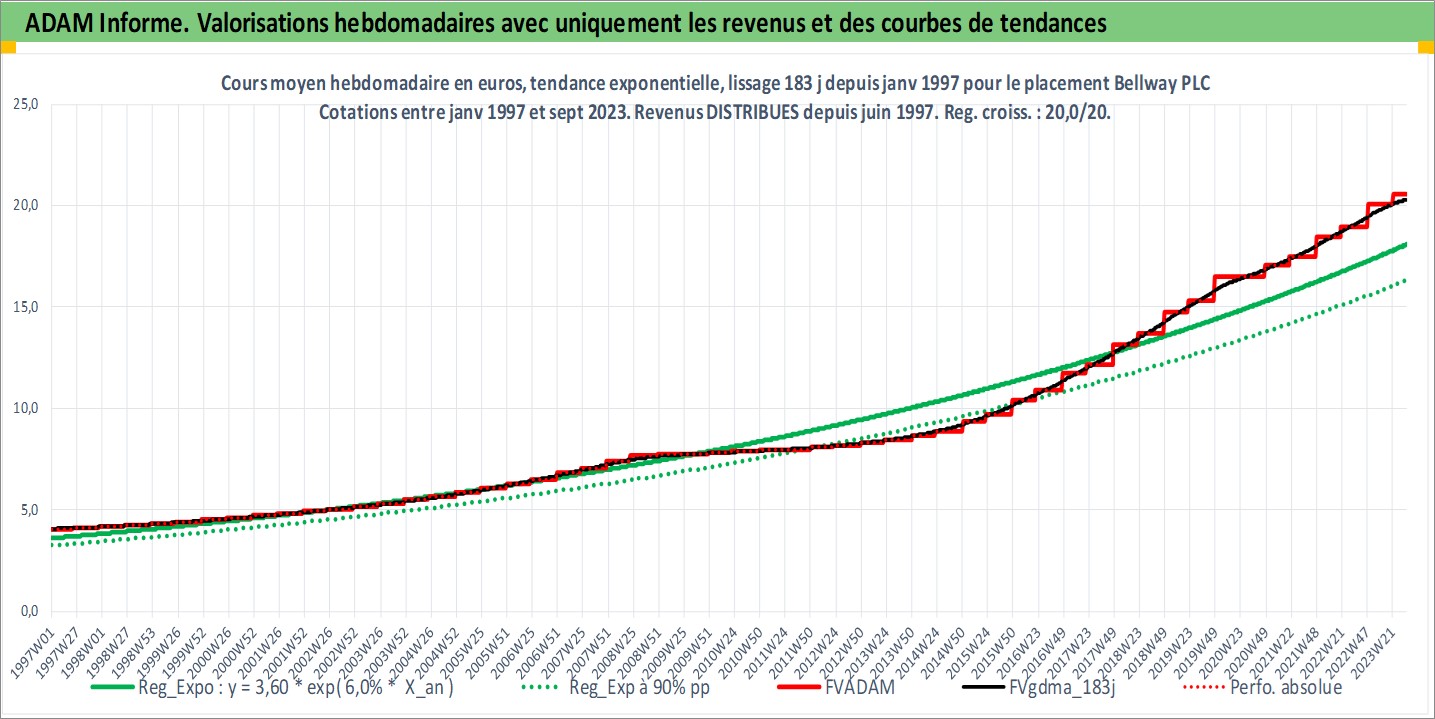 ADAM Informe. Valorisations hebdomadaires avec uniquement les revenus et des courbes de tendances
Cours moyen hebdomadaire en euros, tendance exponentielle, lissage 183 j depuis janv 1997 pour le placement Bellway PLC
Cotations entre janv 1997 et sept 2023. Revenus DISTRIBUES depuis juin 1997. Reg. croiss. : 20,0/20.
25,0
20,0
15,0
10,0
5,0
0,0
1997W01 1997W27 1998W01 1998W27 1998W53 1999W26 1999W52 2000W26 2000W52 2001W26 2001W52 2002W26 2002W52 2003W26 2003W52 2004W26 2004W52 2005W25 2005W51 2006W25 2006W51 2007W25 2007W51 2008W25 2008W51 2009W25 2009W51 2010W24 2010W50 2011W24 2011W50 2012W24 2012W50 2013W24 2013W50 2014W24 2014W50 2015W24 2015W50 2016W23 2016W49 2017W23 2017W49 2018W23 2018W49 2019W23 2019W49 2020W23 2020W49 2021W22 2021W48 2022W21 2022W47 2023W21
Reg_Expo : y = 3,60 * exp( 6,0% * X_an ) Reg_Exp à 90% pp FVADAM FVgdma_183j Perfo. absolue